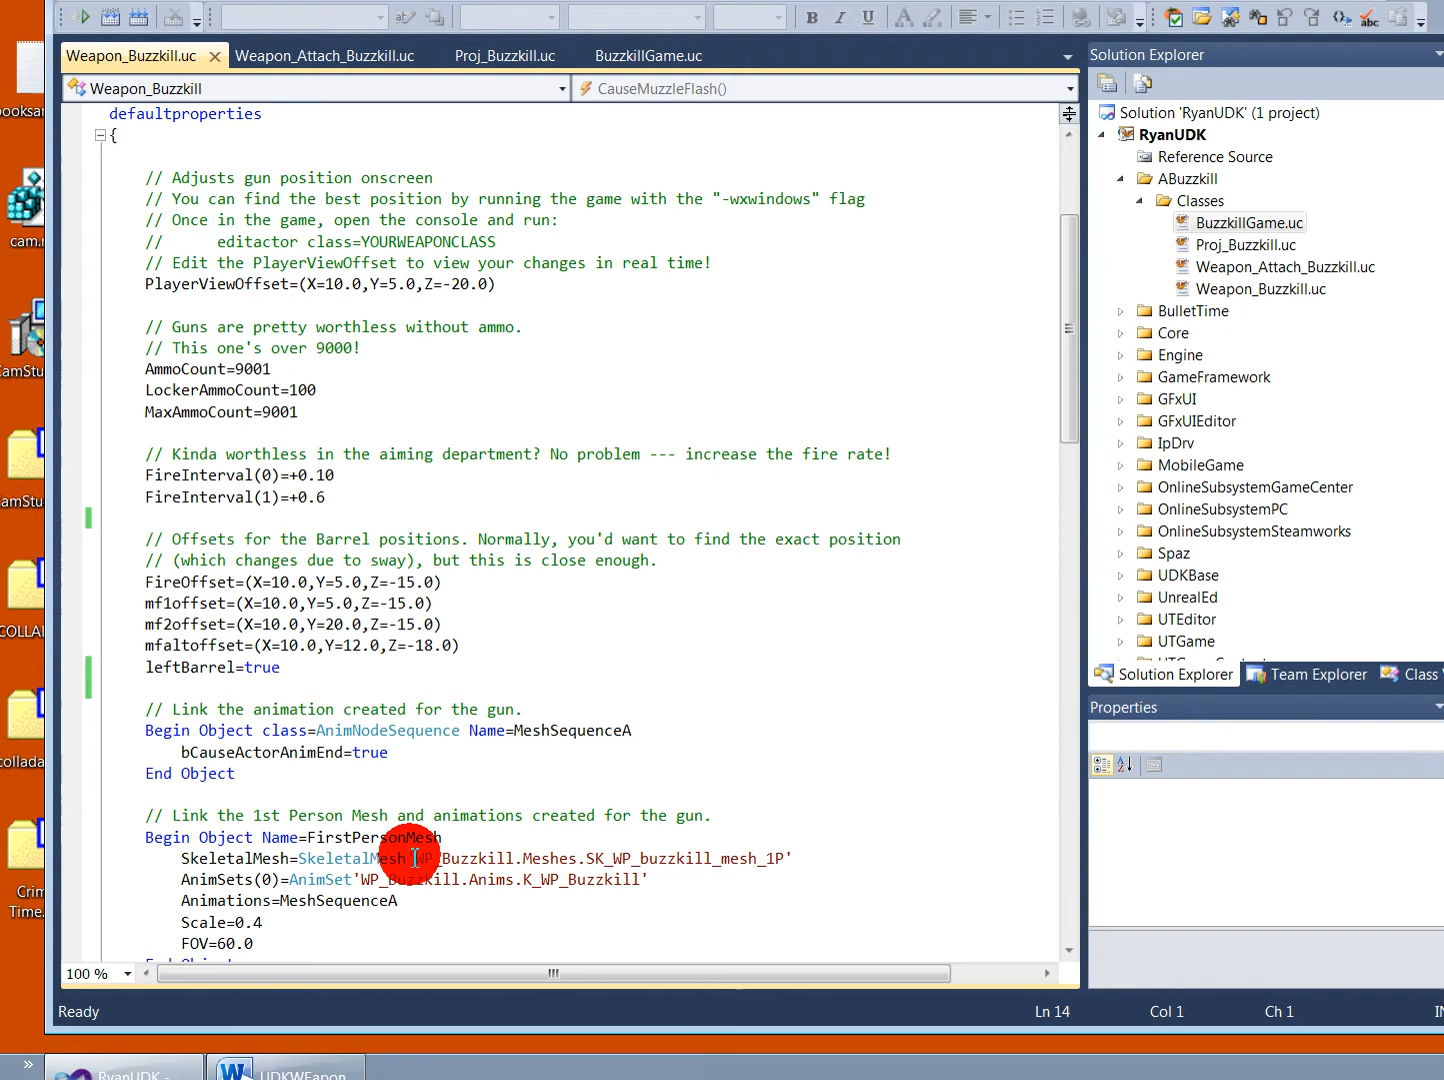 Weapon_Buzzkill.uc
Weapon_Attach_Buzzkill.uc
Proj_Buzzkill.uc
BuzzkillGame.uc
Weapon_Buzzkill
CauseMuzzleFlash()
defaultproperties
{
// Adjusts gun position onscreen
// You can find the best position by running the game with the "-wxwindows" flag
// Once in the game, open the console and run:
//      editactor class=YOURWEAPONCLASS
// Edit the PlayerViewOffset to view your changes in real time!
PlayerViewOffset=(X=10.0,Y=5.0,Z=-20.0)
// Guns are pretty worthless without ammo.
// This one's over 9000!
AmmoCount=9001
LockerAmmoCount=100
MaxAmmoCount=9001
// Kinda worthless in the aiming department? No problem --- increase the fire rate!
FireInterval(0)=+0.10
FireInterval(1)=+0.6
// Offsets for the Barrel positions. Normally, you'd want to find the exact position
// (which changes due to sway), but this is close enough.
FireOffset=(X=10.0,Y=5.0,Z=-15.0)
mf1offset=(X=10.0,Y=5.0,Z=-15.0)
mf2offset=(X=10.0,Y=20.0,Z=-15.0)
mfaltoffset=(X=10.0,Y=12.0,Z=-18.0)
leftBarrel=true
// Link the animation created for the gun.
Begin Object class=AnimNodeSequence Name=MeshSequenceA
bCauseActorAnimEnd=true
End Object
// Link the 1st Person Mesh and animations created for the gun.
Begin Object Name=FirstPersonMesh
SkeletalMesh=SkeletalMesh'WP_Buzzkill.Meshes.SK_WP_buzzkill_mesh_1P'
AnimSets(0)=AnimSet'WP_Buzzkill.Anims.K_WP_Buzzkill'
Animations=MeshSequenceA
Scale=0.4
FOV=60.0
100 %
Ready
Ln 14
Col 1
Ch 1
Solution Explorer
Solution 'RyanUDK' (1 project)
RyanUDK
Reference Source
ABuzzkill
Classes
BuzzkillGame.uc
Proj_Buzzkill.uc
Weapon_Attach_Buzzkill.uc
Weapon_Buzzkill.uc
BulletTime
Core
Engine
GameFramework
GFxUI
GFxUIEditor
IpDrv
MobileGame
OnlineSubsystemGameCenter
OnlineSubsystemPC
OnlineSubsystemSteamworks
Spaz
UDKBase
UnrealEd
UTEditor
UTGame
Solution Explorer
Team Explorer
Class
Properties
ooksa
cam.
CamStu
amStu
COLLA
collada
Crim
Time.
RyanUDK -
UDKWEapon